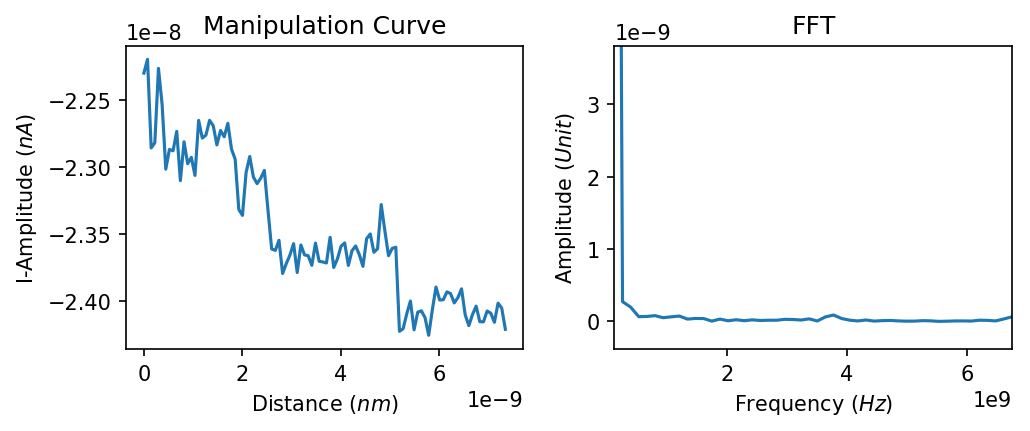 Manipulation Curve
1e−8
I-Amplitude (nA)
−2.25
−2.30
−2.35
−2.40
0
2
4
6
1e−9
Distance (nm)
FFT
1e−9
Amplitude (Unit)
3
2
1
0
2
4
6
1e9
Frequency (Hz)